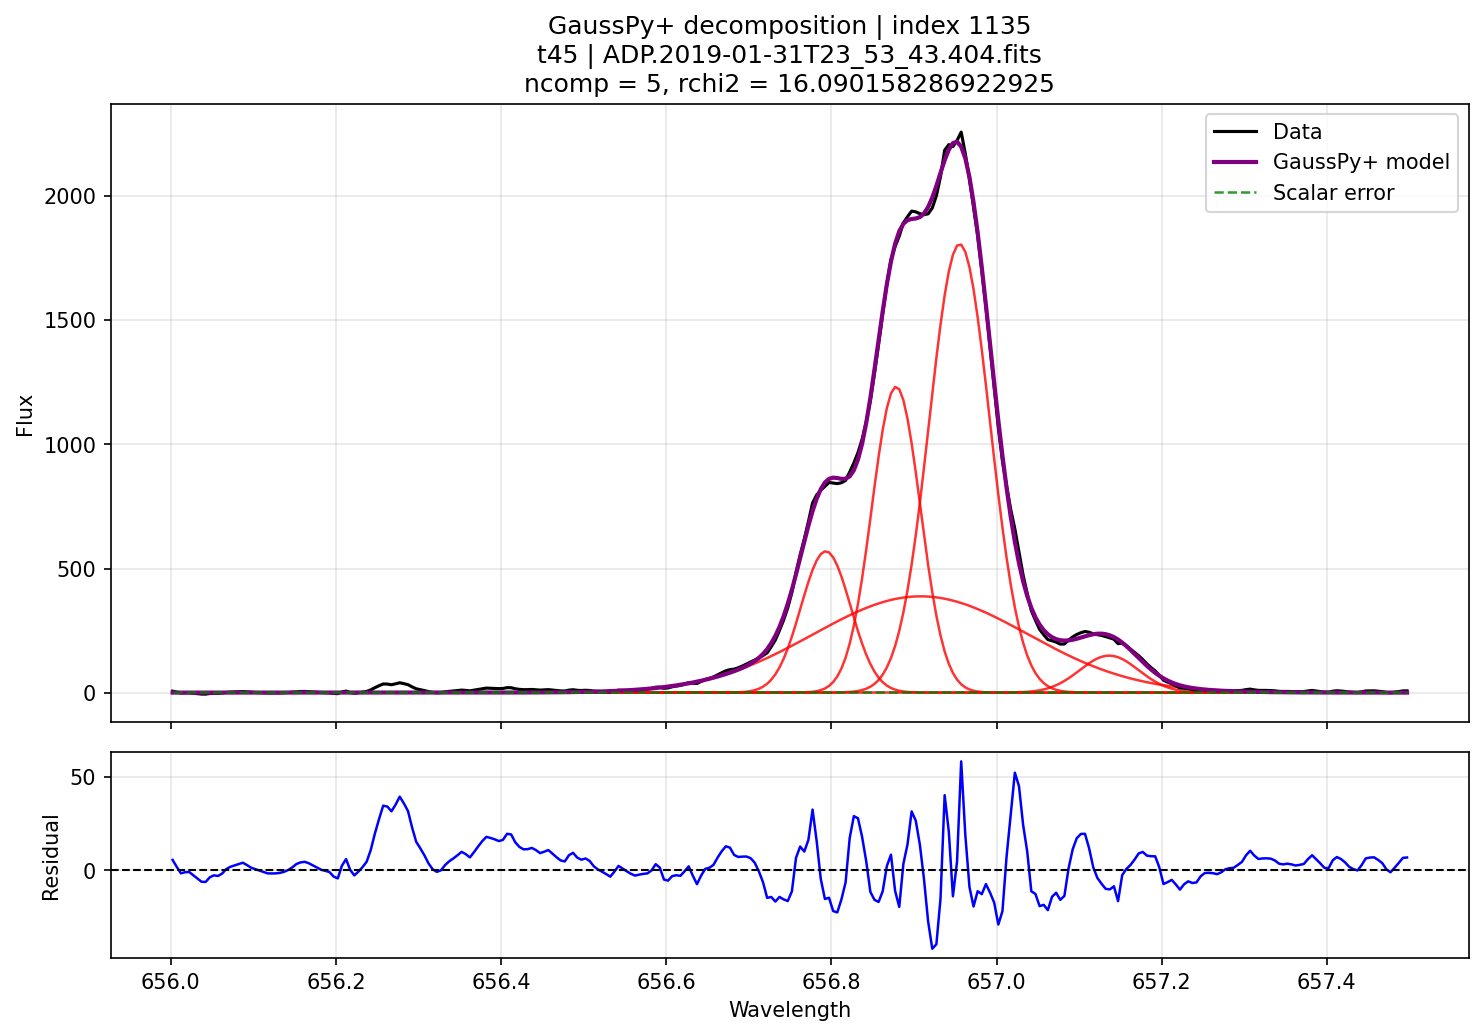 GaussPy+ decomposition | index 1135
t45 | ADP.2019-01-31T23_53_43.404.fits
ncomp = 5, rchi2 = 16.090158286922925
Data
GaussPy+ model
Scalar error
Flux
2000
1500
1000
500
0
Residual
50
0
656.0 656.2 656.4 656.6 656.8 657.0 657.2 657.4
Wavelength